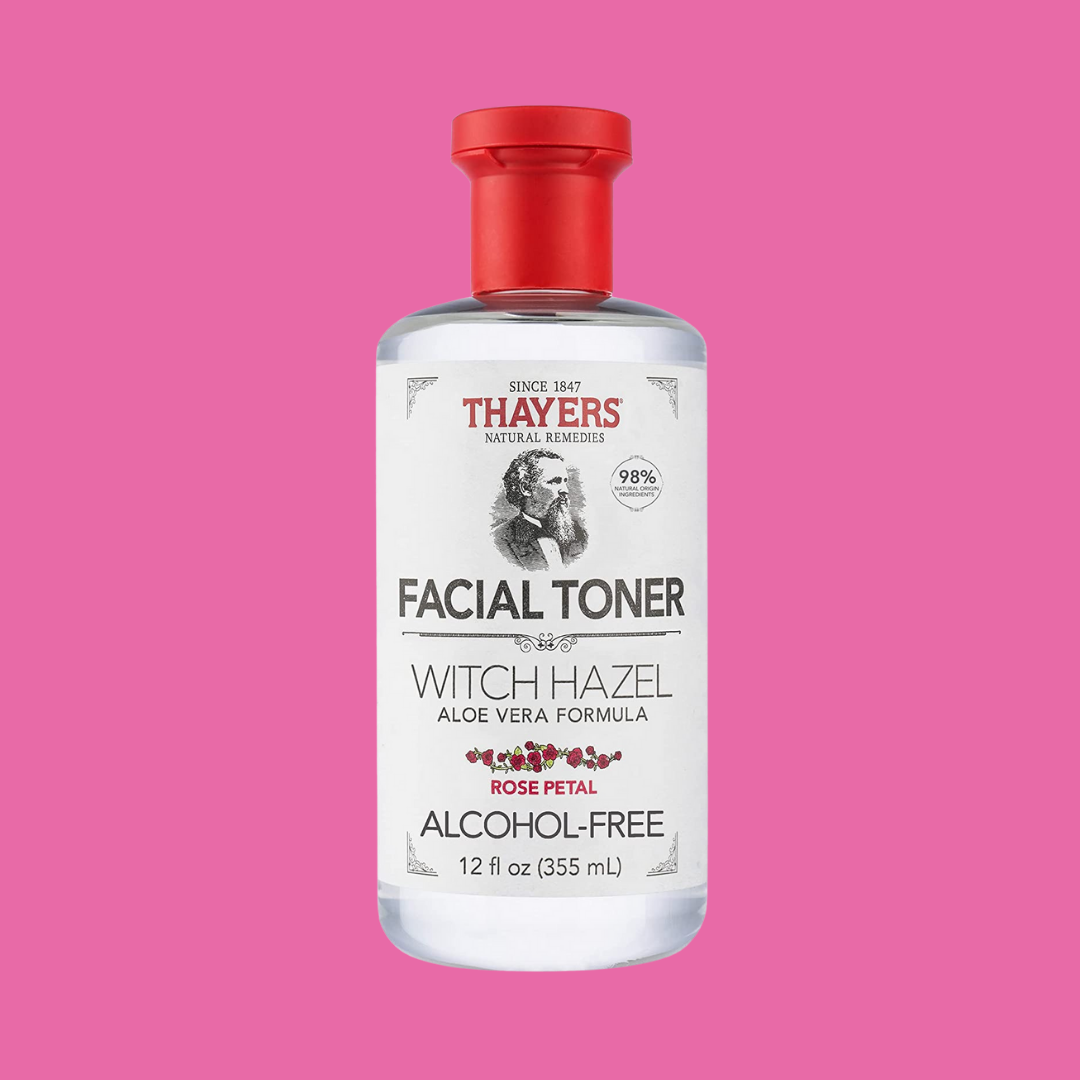 SINCE 1847
THAYERS®
NATURAL REMEDIES
98%
NATURAL ORIGIN
INGREDIENTS
FACIAL TONER
WITCH HAZEL
ALOE VERA FORMULA
ROSE PETAL
ALCOHOL-FREE
12 fl oz (355 mL)